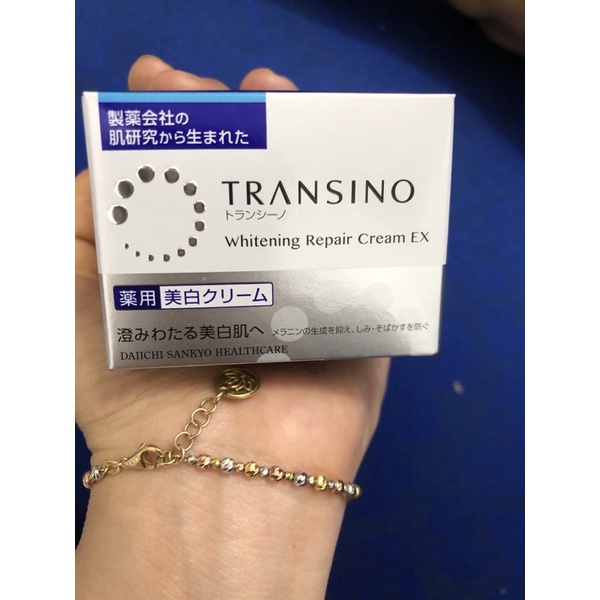 製薬会社の
肌研究から生まれた
TRANSINO
トランシーノ
Whitening Repair Cream EX
薬用 美白クリーム
澄みわたる美白肌へ メラニンの生成を抑え、しみ・そばかすを防ぐ
DAIICHI SANKYO HEALTHCARE